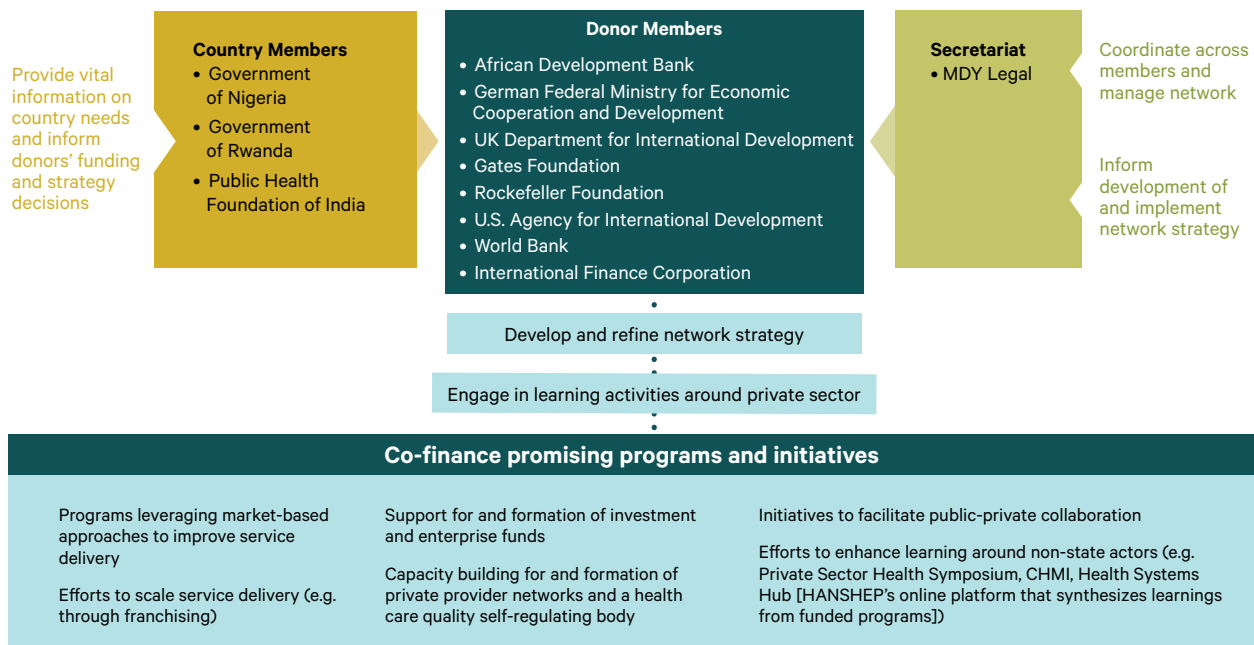 Provide vital
information on
country needs
and inform
donors’ funding
and strategy
decisions
Country Members
• Government
of Nigeria
• Government
of Rwanda
• Public Health
Foundation of India
Donor Members
• African Development Bank
• German Federal Ministry for Economic
Cooperation and Development
• UK Department for International Development
• Gates Foundation
• Rockefeller Foundation
• U.S. Agency for International Development
• World Bank
• International Finance Corporation
Secretariat
• MDY Legal
Coordinate across
members and
manage network
Inform
development of
and implement
network strategy
Develop and refine network strategy
Engage in learning activities around private sector
Co-finance promising programs and initiatives
Programs leveraging market-based
approaches to improve service
delivery
Efforts to scale service delivery (e.g.
through franchising)
Support for and formation of investment
and enterprise funds
Capacity building for and formation of
private provider networks and a health
care quality self-regulating body
Initiatives to facilitate public-private collaboration
Efforts to enhance learning around non-state actors (e.g.
Private Sector Health Symposium, CHMI, Health Systems
Hub [HANSHEP’s online platform that synthesizes learnings
from funded programs])